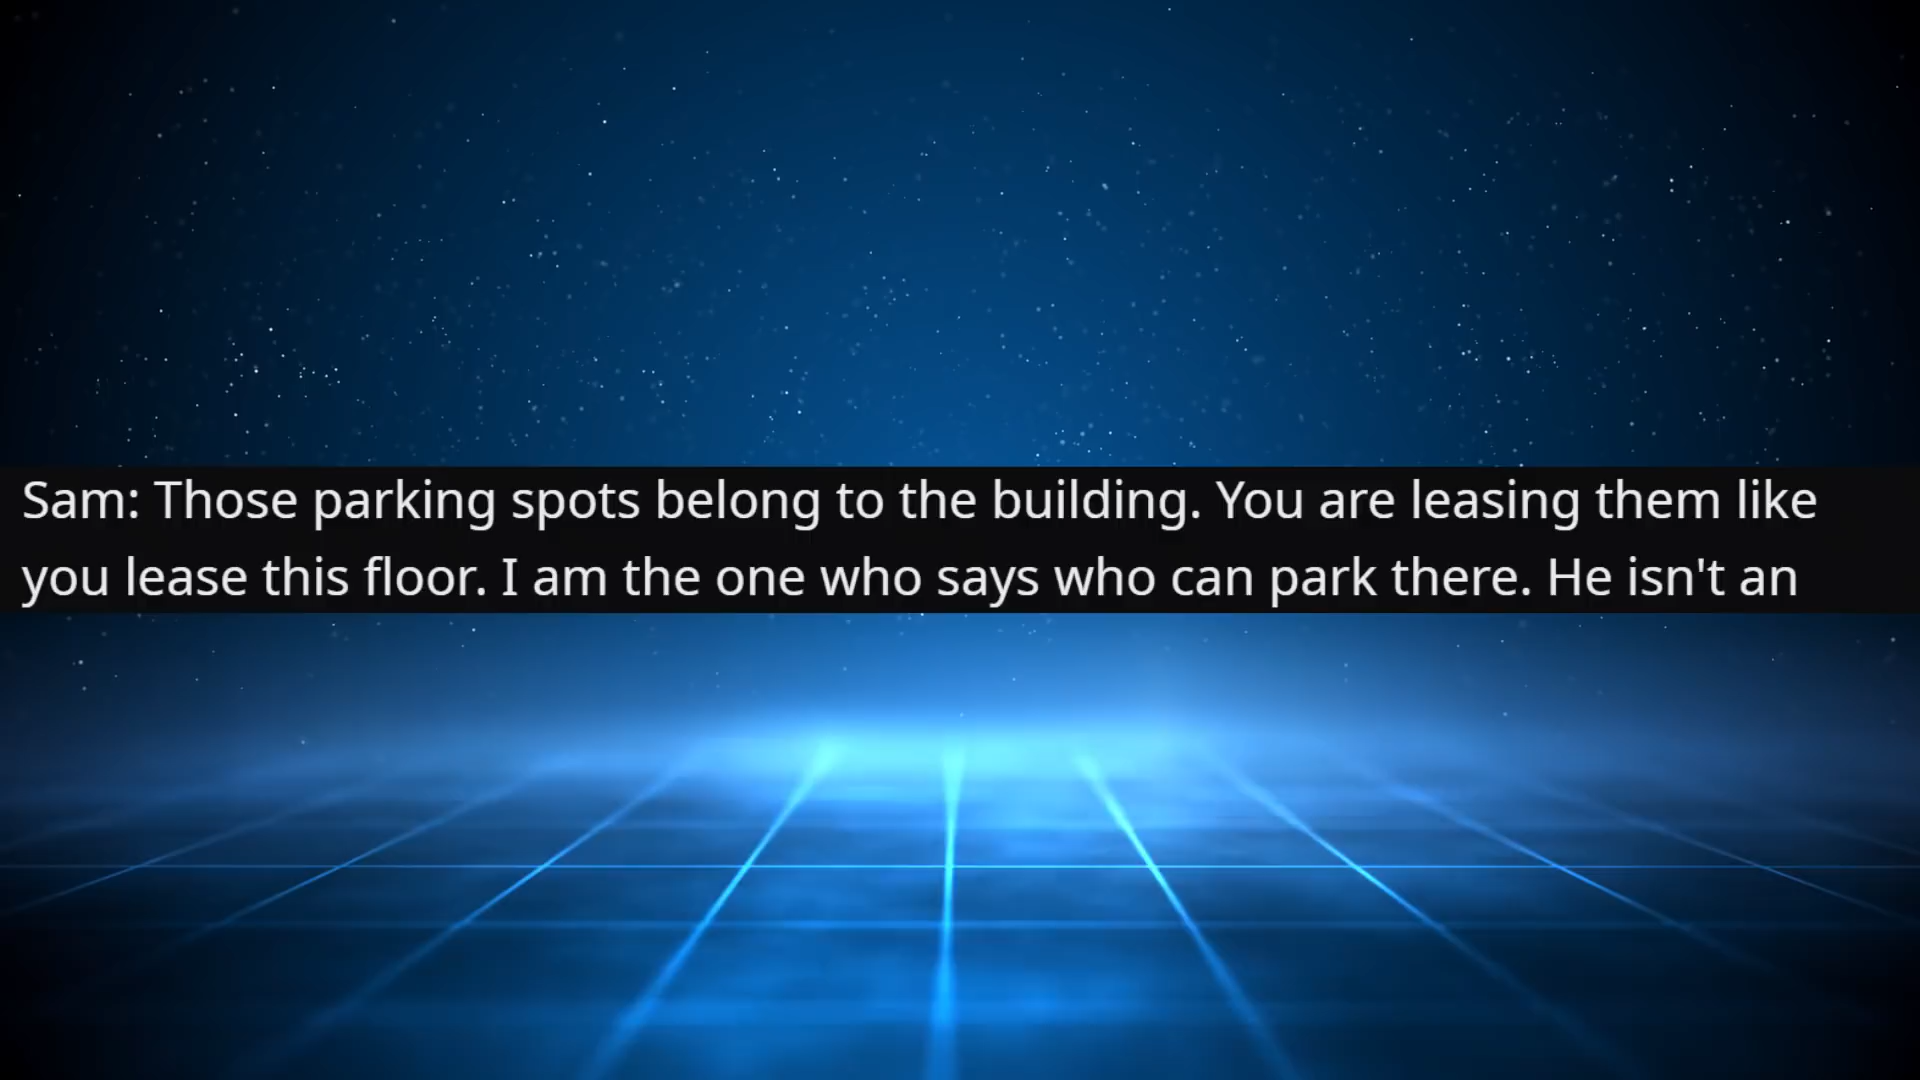 Sam: Those parking spots belong to the building. You are leasing them like
you lease this floor. I am the one who says who can park there. He isn't an